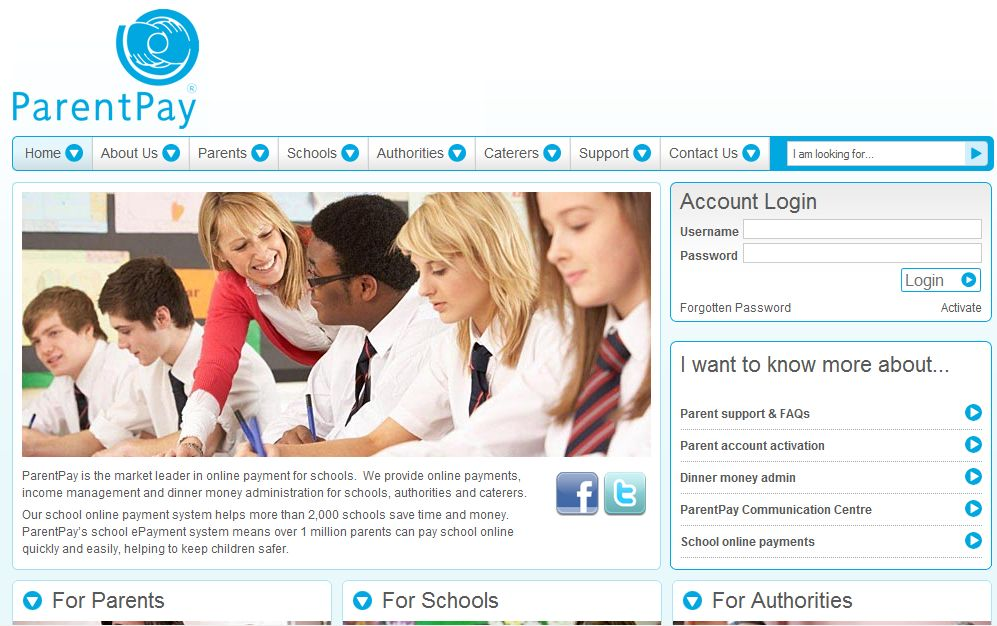 ParentPay®
Home
About Us
Parents
Schools
Authorities
Caterers
Support
Contact Us
I am looking for...
Account Login
Username
Password
Login
Forgotten Password
Activate
I want to know more about...
Parent support & FAQs
Parent account activation
Dinner money admin
ParentPay Communication Centre
School online payments
ParentPay is the market leader in online payment for schools. We provide online payments,
income management and dinner money administration for schools, authorities and caterers.
Our school online payment system helps more than 2,000 schools save time and money.
ParentPay's school ePayment system means over 1 million parents can pay school online
quickly and easily, helping to keep children safer.
For Parents
For Schools
For Authorities